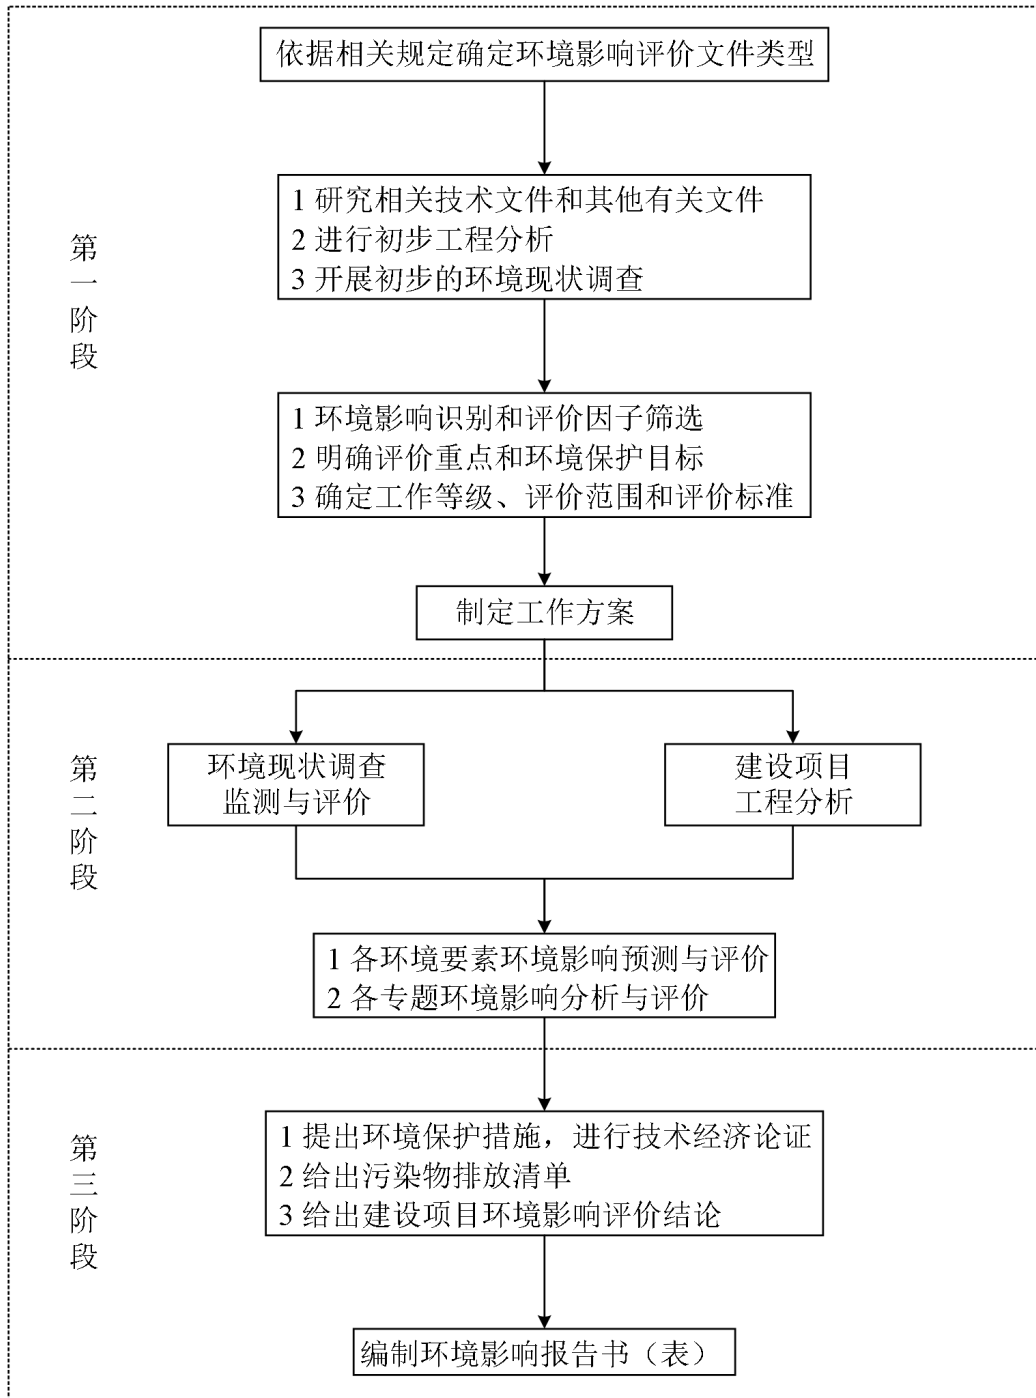 依据相关规定确定环境影响评价文件类型
第一阶段
1 研究相关技术文件和其他有关文件
2 进行初步工程分析
3 开展初步的环境现状调查
1 环境影响识别和评价因子筛选
2 明确评价重点和环境保护目标
3 确定工作等级、评价范围和评价标准
制定工作方案
第二阶段
环境现状调查
监测与评价
建设项目
工程分析
1 各环境要素环境影响预测与评价
2 各专题环境影响分析与评价
第三阶段
1 提出环境保护措施，进行技术经济论证
2 给出污染物排放清单
3 给出建设项目环境影响评价结论
编制环境影响报告书（表）